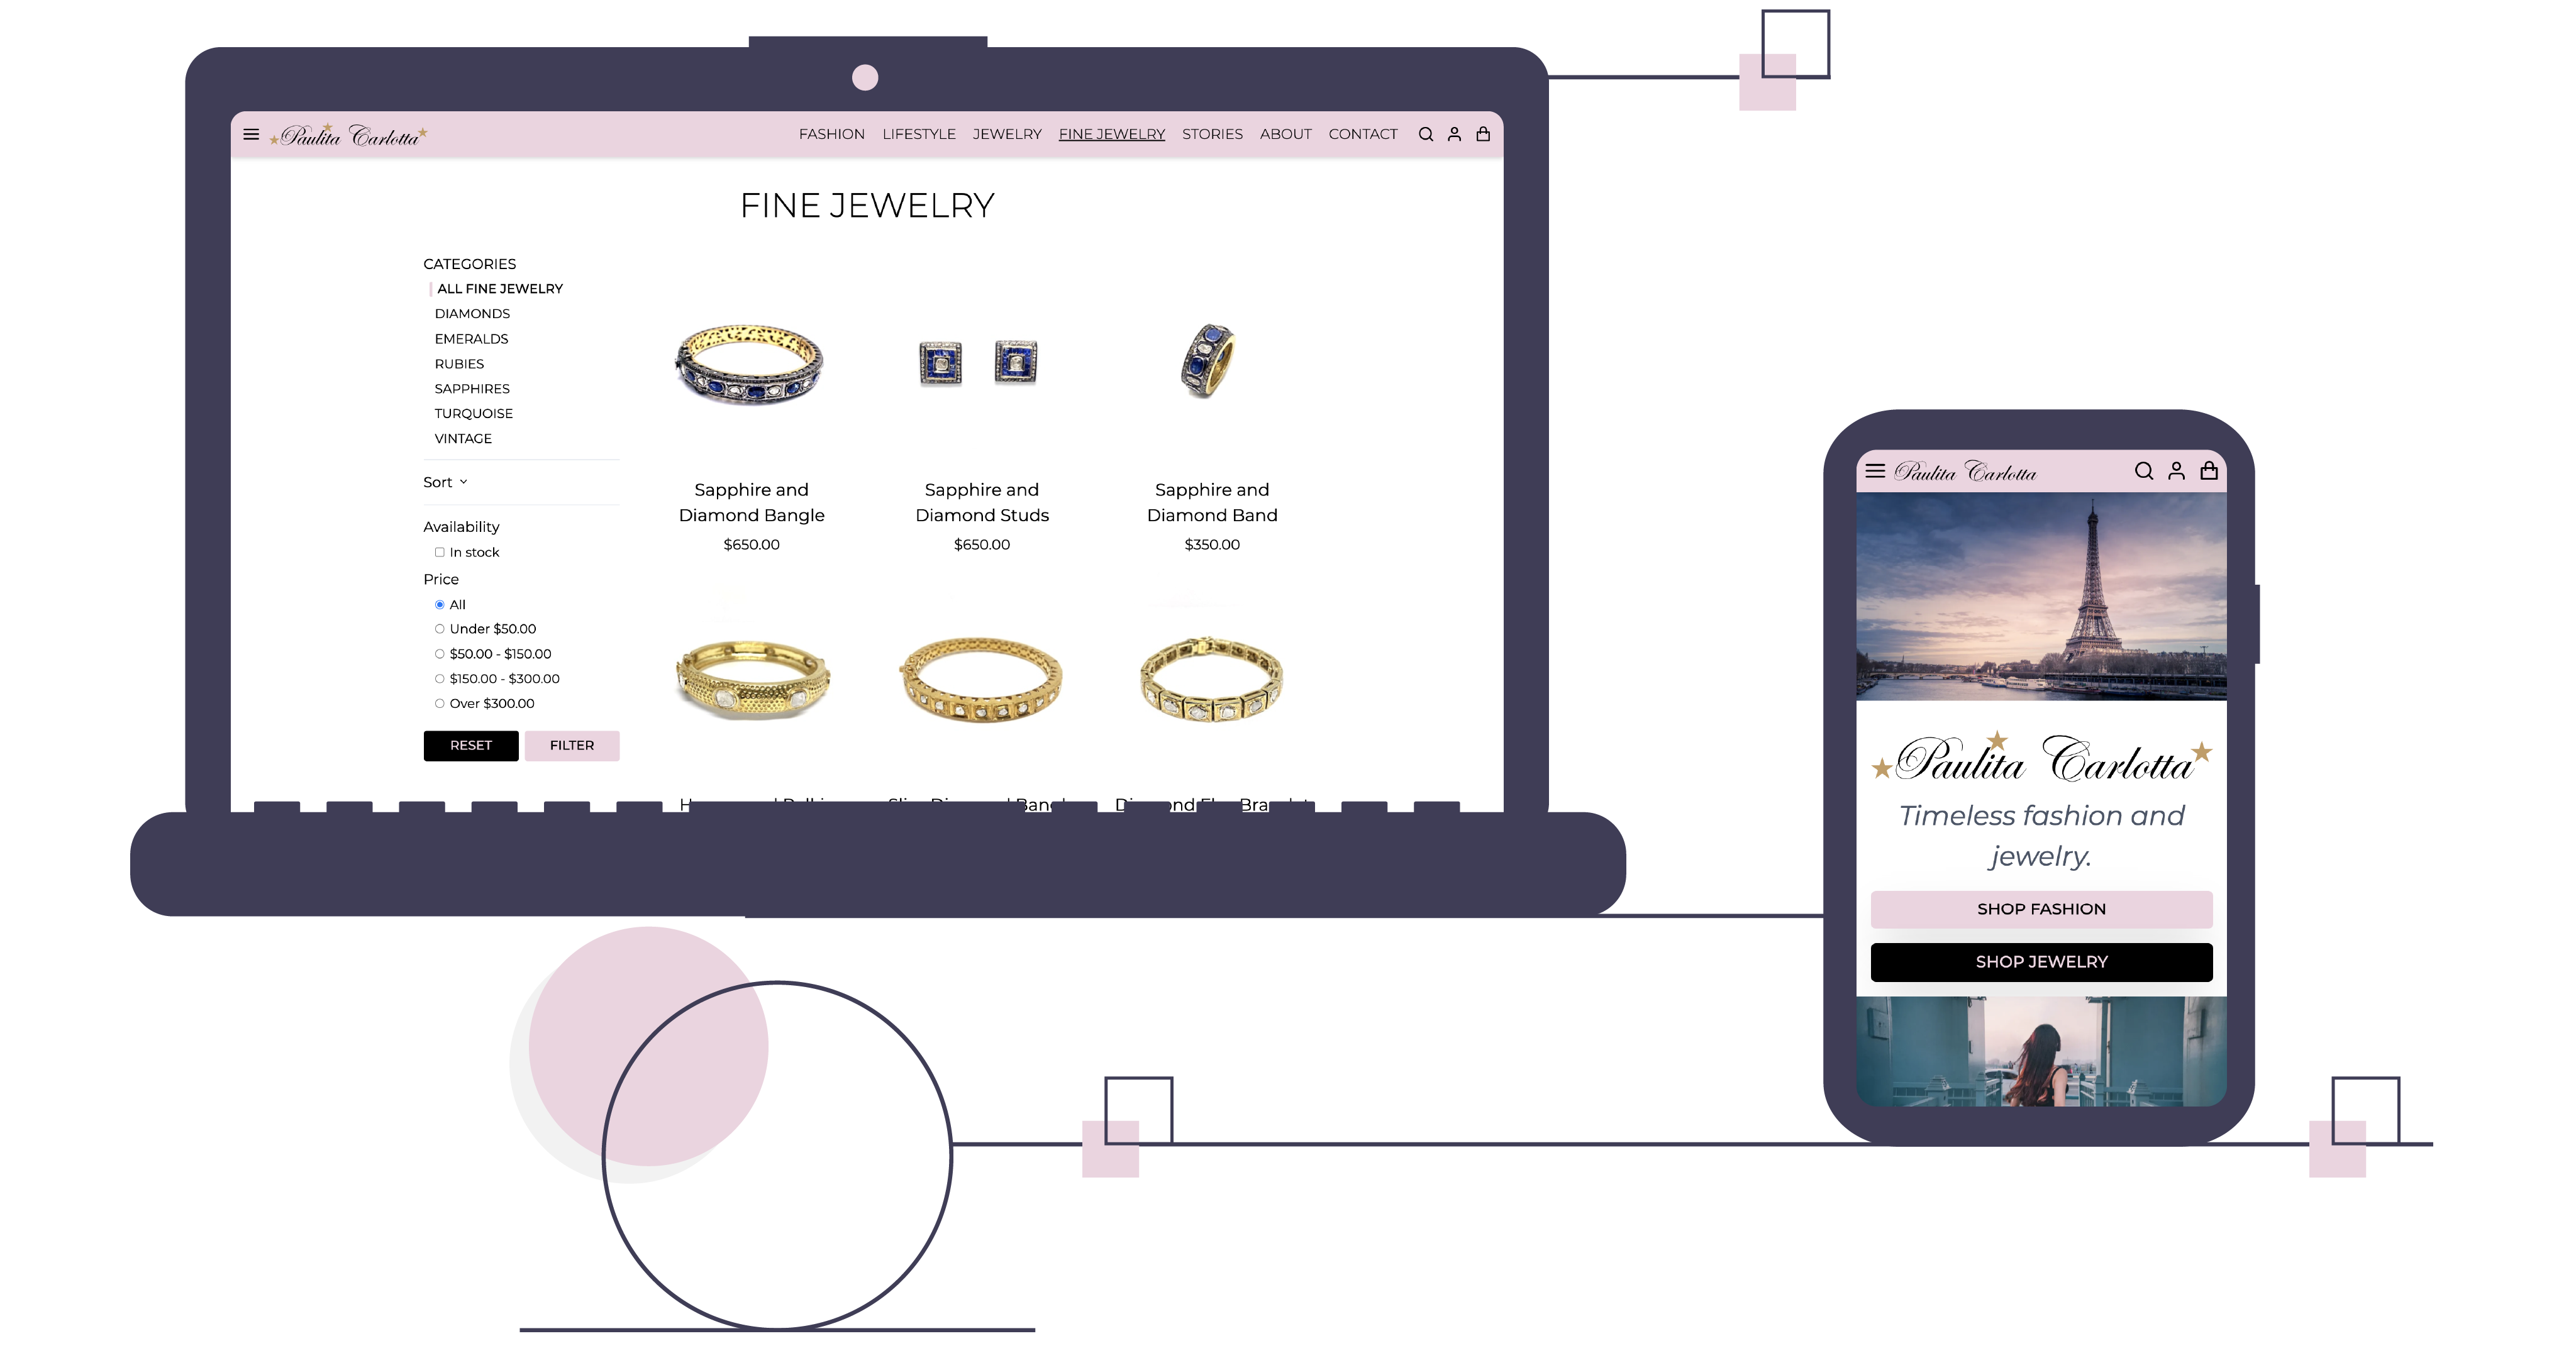 Paulita Carlotta
FASHION LIFESTYLE JEWELRY FINE JEWELRY STORIES ABOUT CONTACT
FINE JEWELRY
CATEGORIES
ALL FINE JEWELRY
DIAMONDS
EMERALDS
RUBIES
SAPPHIRES
TURQUOISE
VINTAGE
Sort
Availability
In stock
Price
All
Under $50.00
$50.00 - $150.00
$150.00 - $300.00
Over $300.00
RESET FILTER
Sapphire and
Diamond Bangle
$650.00
Sapphire and
Diamond Studs
$650.00
Sapphire and
Diamond Band
$350.00
Paulita Carlotta
Paulita Carlotta
Timeless fashion and
jewelry.
SHOP FASHION
SHOP JEWELRY